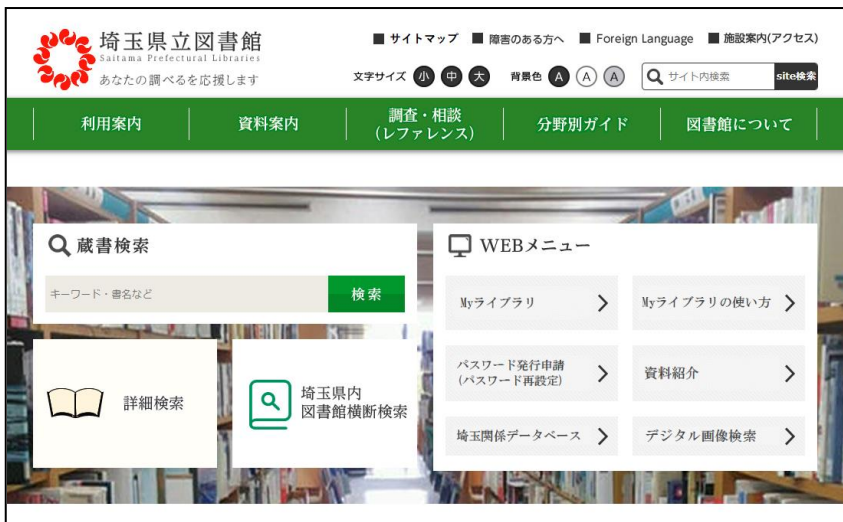 埼玉県立図書館
Saitama Prefectural Libraries
あなたの調べるを応援します
サイトマップ 障害のある方へ Foreign Language 施設案内(アクセス)
文字サイズ 小 中 大 背景色 A A A サイト内検索 site検索
利用案内 資料案内 調査・相談 分野別ガイド 図書館について
(レファレンス)
蔵書検索
キーワード・書名など 検索
詳細検索
埼玉県内
図書館横断検索
WEBメニュー
Myライブラリ Myライブラリの使い方
パスワード発行申請 資料紹介
(パスワード再設定)
埼玉関係データベース デジタル画像検索